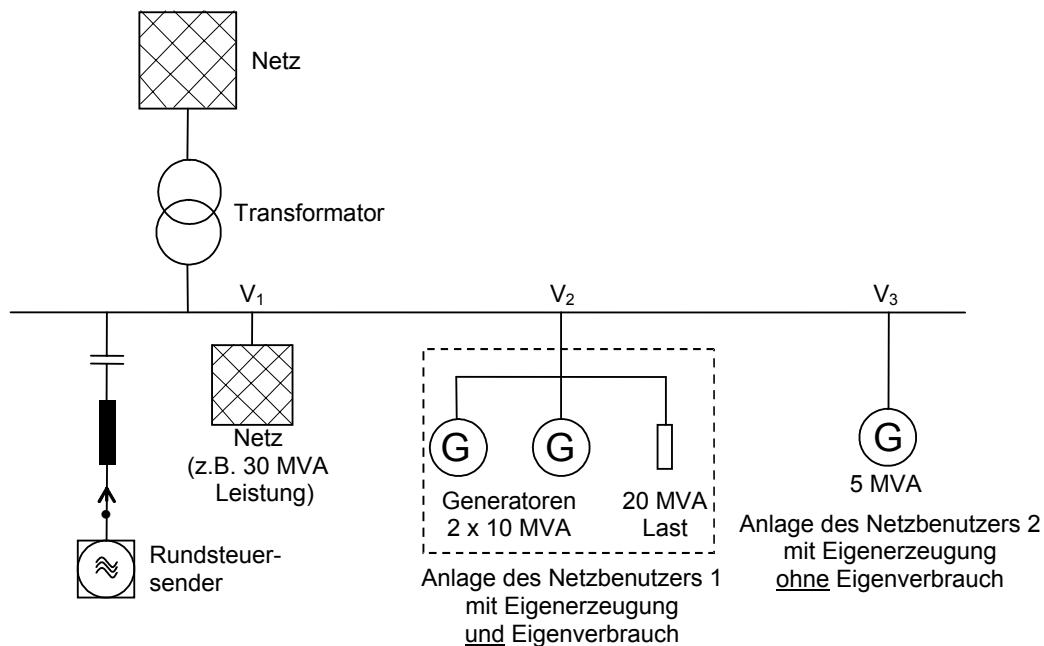 Netz
Transformator
V₁
V₂
V₃
Netz
(z.B. 30 MVA
Leistung)
G
G
Generatoren
2 x 10 MVA
20 MVA
Last
G
5 MVA
Rundsteuer-
sender
Anlage des Netzbenutzers 1
mit Eigenerzeugung
und Eigenverbrauch
Anlage des Netzbenutzers 2
mit Eigenerzeugung
ohne Eigenverbrauch